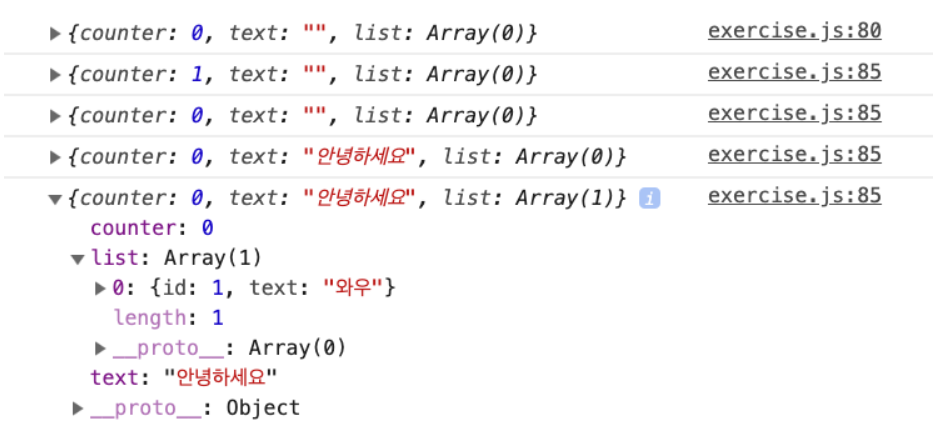 ▶{counter: 0, text: "", list: Array(0)} exercise.js:80
▶{counter: 1, text: "", list: Array(0)} exercise.js:85
▶{counter: 0, text: "", list: Array(0)} exercise.js:85
▶{counter: 0, text: "안녕하세요", list: Array(0)} exercise.js:85
▼{counter: 0, text: "안녕하세요", list: Array(1)} i exercise.js:85
counter: 0
▼list: Array(1)
▶0: {id: 1, text: "와우"}
length: 1
▶__proto__: Array(0)
text: "안녕하세요"
▶__proto__: Object